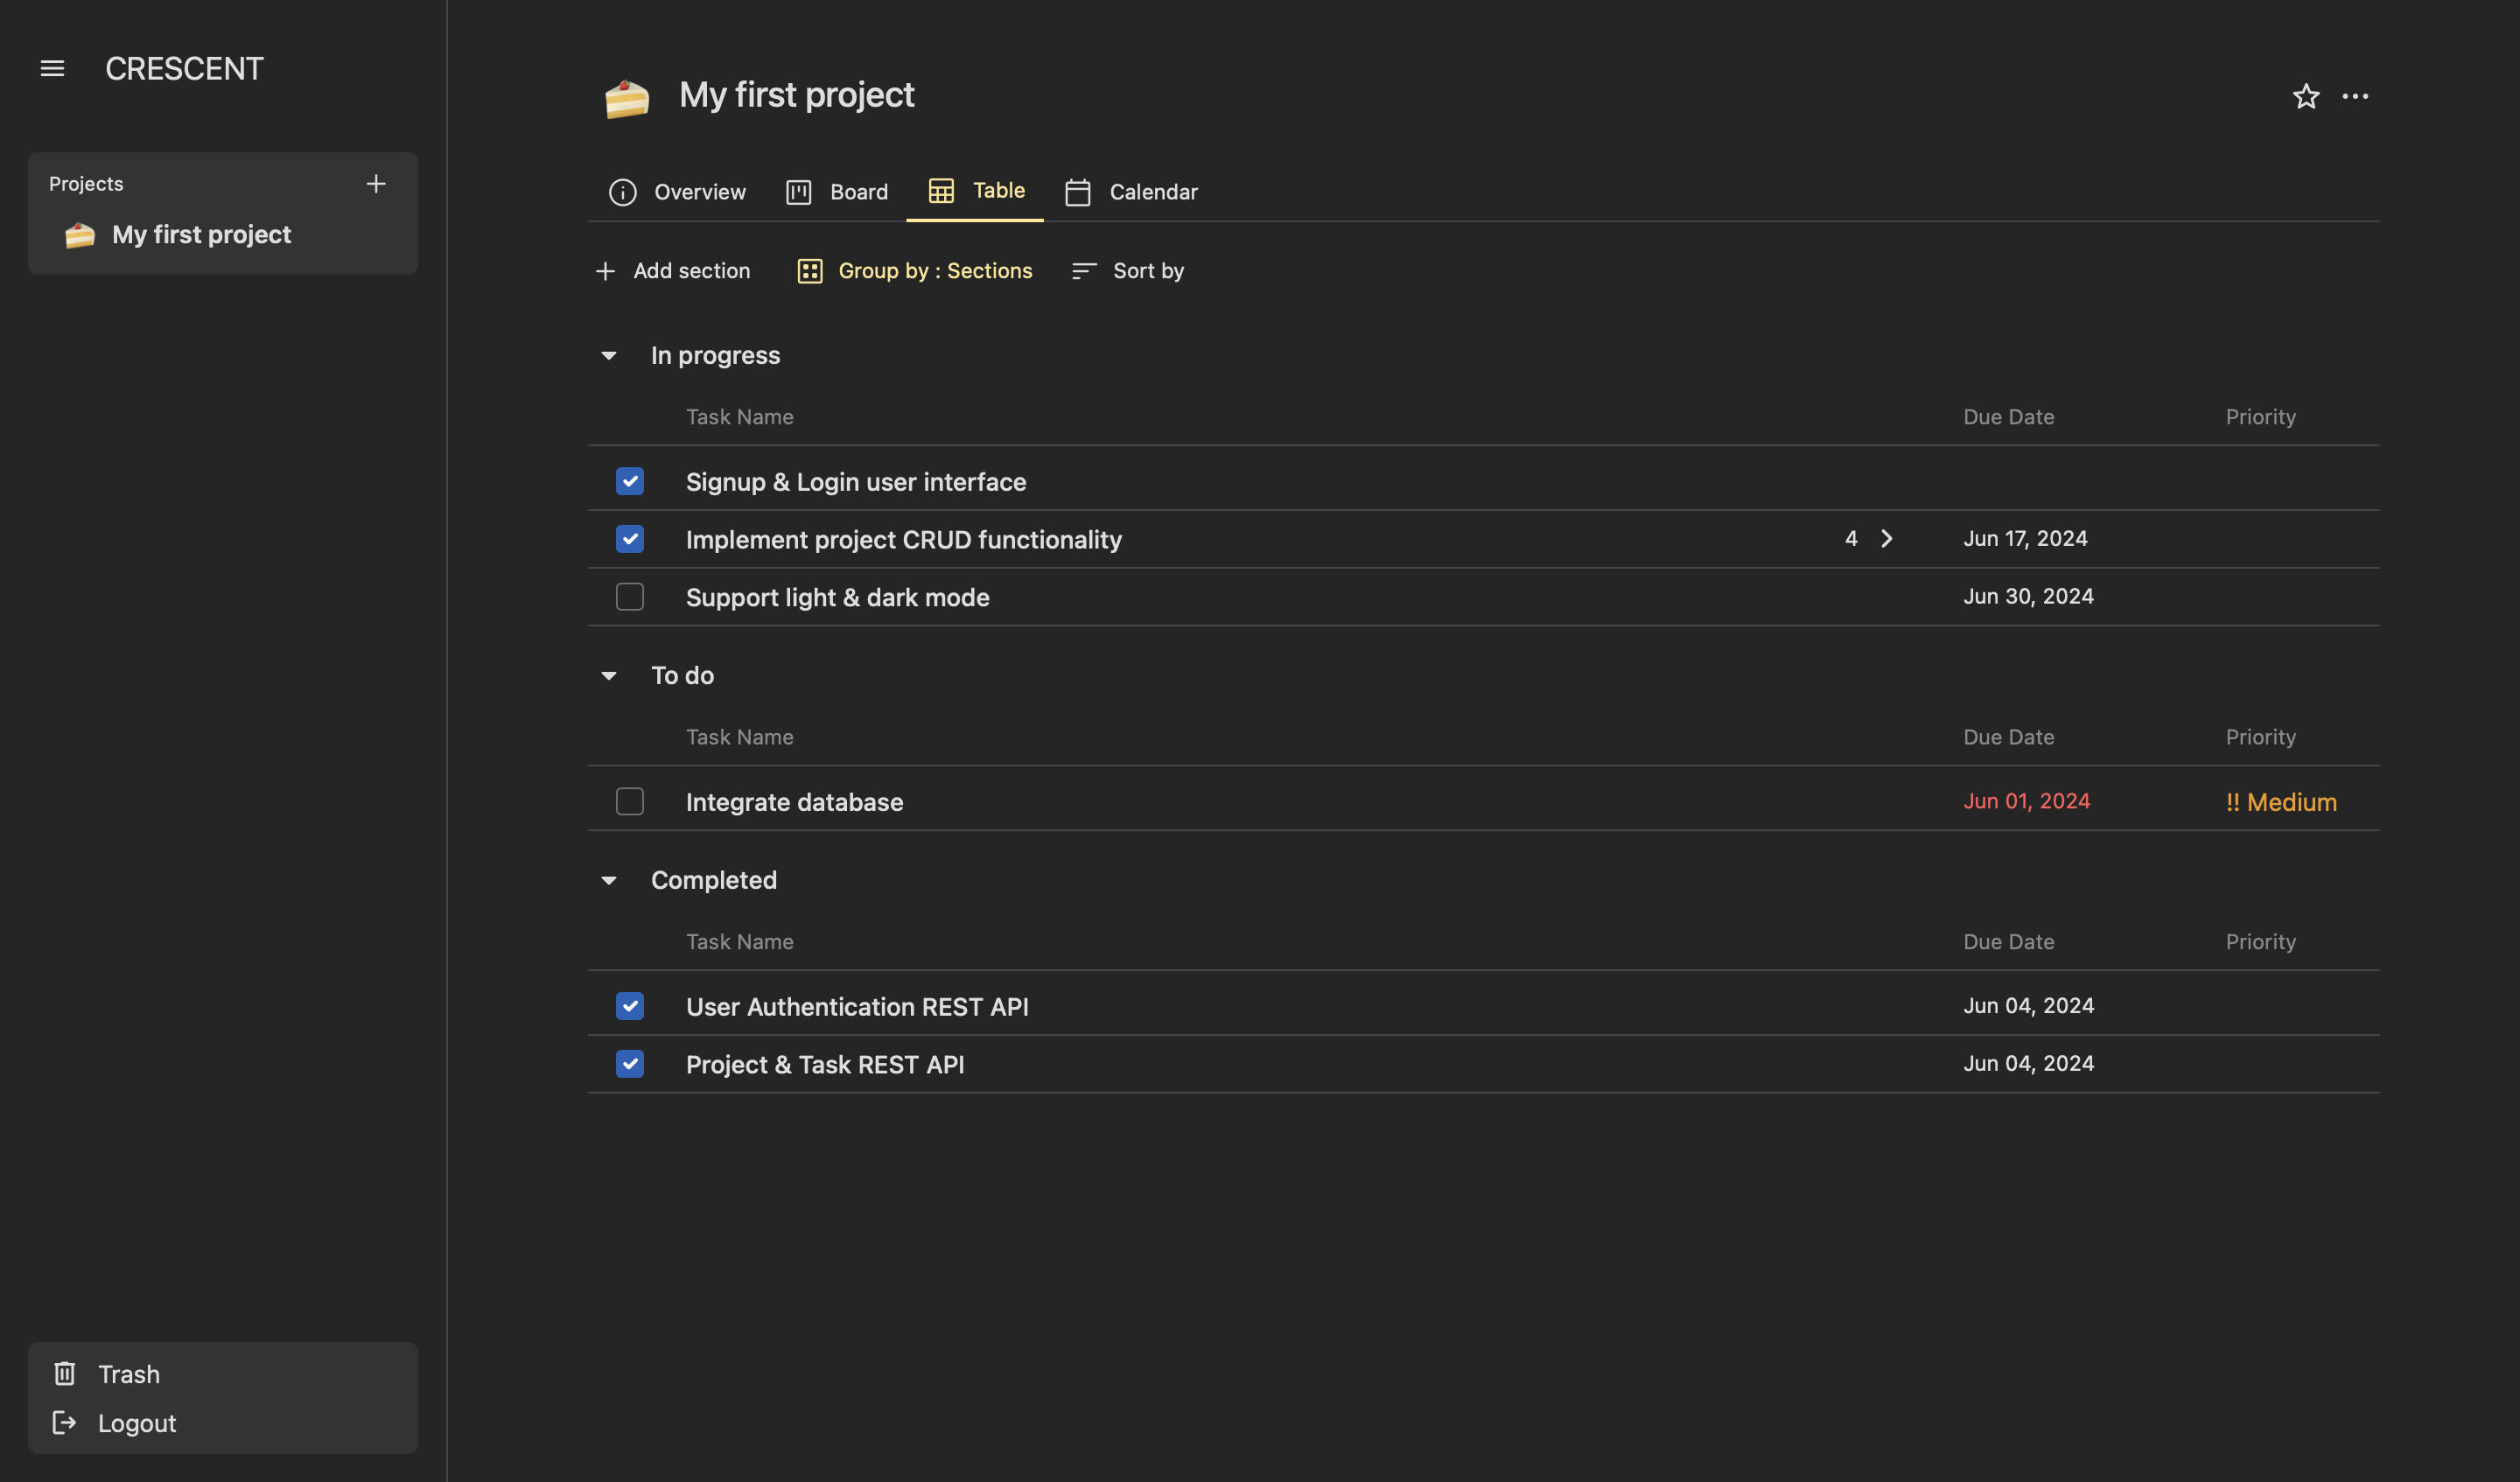 CRESCENT
Projects
My first project
Trash
Logout
My first project
Overview Board Table Calendar
Add section Group by : Sections Sort by
In progress
Task Name Due Date Priority
Signup & Login user interface
Implement project CRUD functionality 4 Jun 17, 2024
Support light & dark mode Jun 30, 2024
To do
Task Name Due Date Priority
Integrate database Jun 01, 2024 !! Medium
Completed
Task Name Due Date Priority
User Authentication REST API Jun 04, 2024
Project & Task REST API Jun 04, 2024